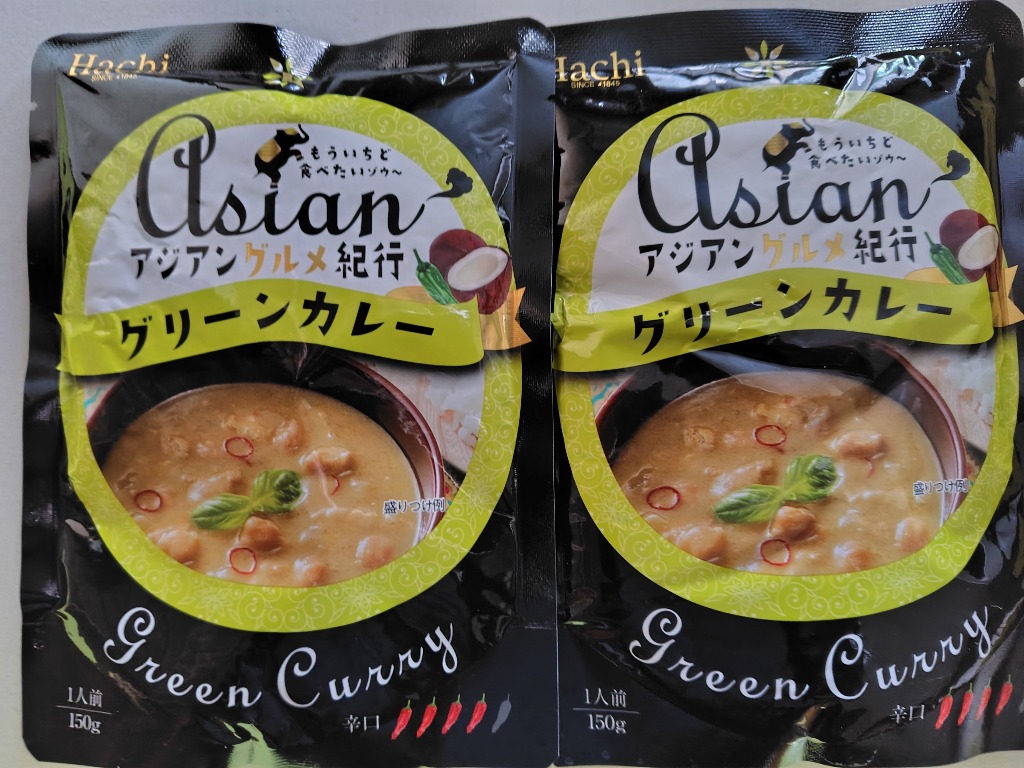 Hachi
SINCE 1845
もういちど
食べたいゾウ~
Asian
アジアングルメ紀行
グリーンカレー
盛りつけ例
Green Curry
1人前
150g
辛口
Hachi
SINCE 1845
もういちど
食べたいゾウ~
Asian
アジアングルメ紀行
グリーンカレー
盛りつけ例
Green Curry
1人前
150g
辛口